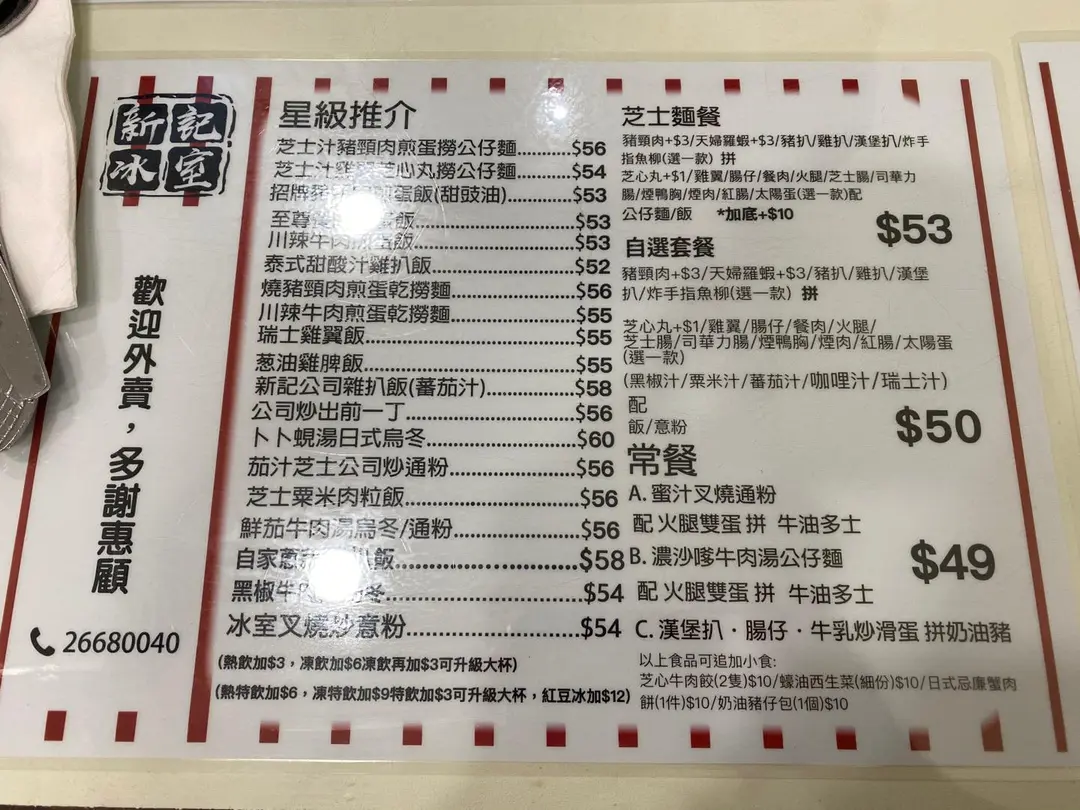 新記
冰室
歡迎外賣，多謝惠顧
26680040
星級推介
芝士汁豬頸肉煎蛋撈公仔麵..........$56
芝士汁雞翼芝心丸撈公仔麵..........$54
招牌豬 煎蛋飯(甜豉油)..........$53
至尊 飯..........$53
川辣牛肉 飯..........$53
泰式甜酸汁雞扒飯..........$52
燒豬頸肉煎蛋乾撈麵..........$56
川辣牛肉煎蛋乾撈麵..........$55
瑞士雞翼飯..........$55
葱油雞脾飯..........$55
新記公司雜扒飯(蕃茄汁)..........$58
公司炒出前一丁..........$56
卜卜蜆湯日式烏冬..........$60
茄汁芝士公司炒通粉..........$56
芝士粟米肉粒飯..........$56
鮮茄牛肉湯烏冬/通粉..........$56
自家蔥 扒飯..........$58
黑椒牛 冬..........$54
冰室叉燒炒意粉..........$54
(熱飲加$3，凍飲加$6凍飲再加$3可升級大杯)
(熱特飲加$6，凍特飲加$9特飲加$3可升級大杯，紅豆冰加$12)
芝士麵餐
豬頸肉+$3/天婦羅蝦+$3/豬扒/雞扒/漢堡扒/炸手
指魚柳(選一款) 拼
芝心丸+$1/雞翼/腸仔/餐肉/火腿/芝士腸/司華力
腸/煙鴨胸/煙肉/紅腸/太陽蛋(選一款)配
公仔麵/飯 *加底+$10
$53
自選套餐
豬頸肉+$3/天婦羅蝦+$3/豬扒/雞扒/漢堡
扒/炸手指魚柳(選一款) 拼
芝心丸+$1/雞翼/腸仔/餐肉/火腿/
芝士腸/司華力腸/煙鴨胸/煙肉/紅腸/太陽蛋
(選一款)
(黑椒汁/粟米汁/蕃茄汁/咖哩汁/瑞士汁)
配
飯/意粉
$50
常餐
A. 蜜汁叉燒通粉
配 火腿雙蛋 拼 牛油多士
B. 濃沙嗲牛肉湯公仔麵
$49
配 火腿雙蛋 拼 牛油多士
C. 漢堡扒．腸仔．牛乳炒滑蛋 拼奶油豬
以上食品可追加小食:
芝心牛肉餃(2隻)$10/蠔油西生菜(細份)$10/日式忌廉蟹肉
餅(1件)$10/奶油豬仔包(1個)$10